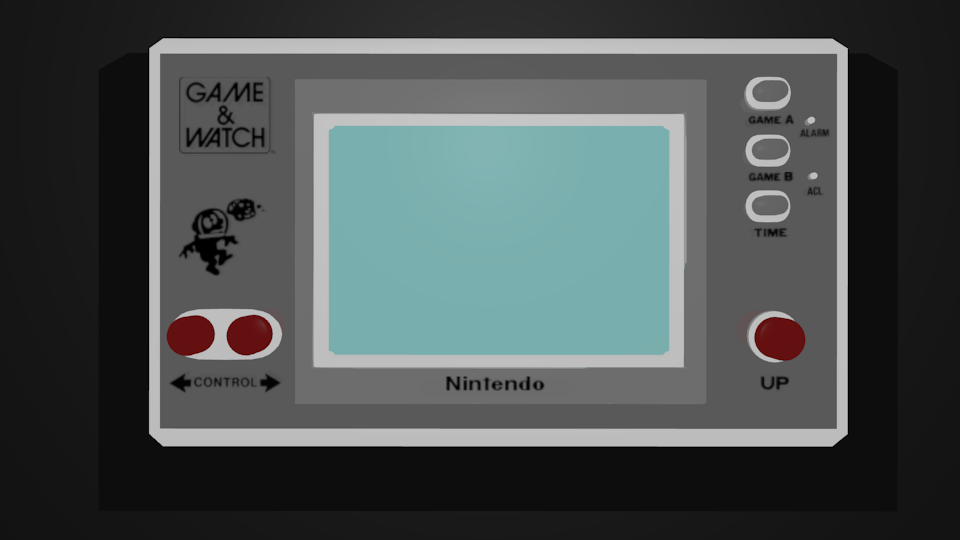 GAME
&
WATCH
GAME A
ALARM
GAME B
ACL
TIME
CONTROL
UP
Nintendo